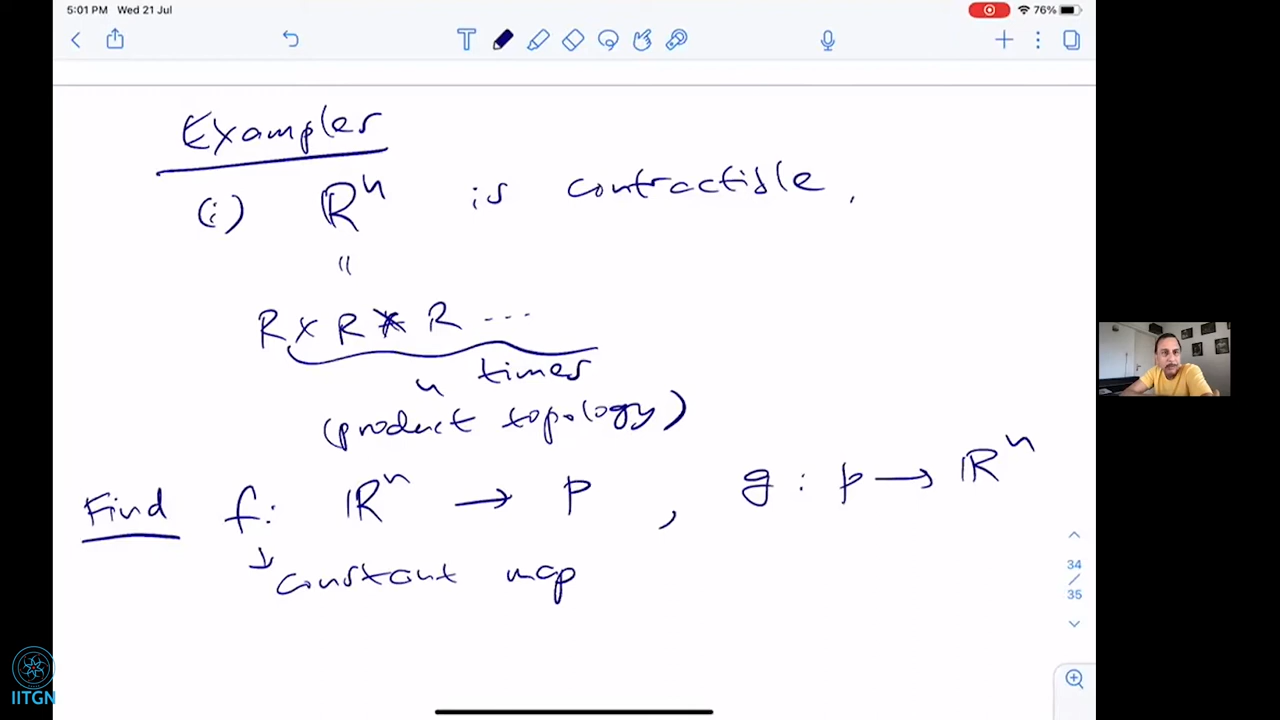 5:01 PM Wed 21 Jul
76%
Examples
(i) ℝⁿ is contractible.
"
R x R x R ...
n times
(product topology)
Find f: ℝⁿ → P , g : p → ℝⁿ
↓ constant map
34
/
35
IITGN